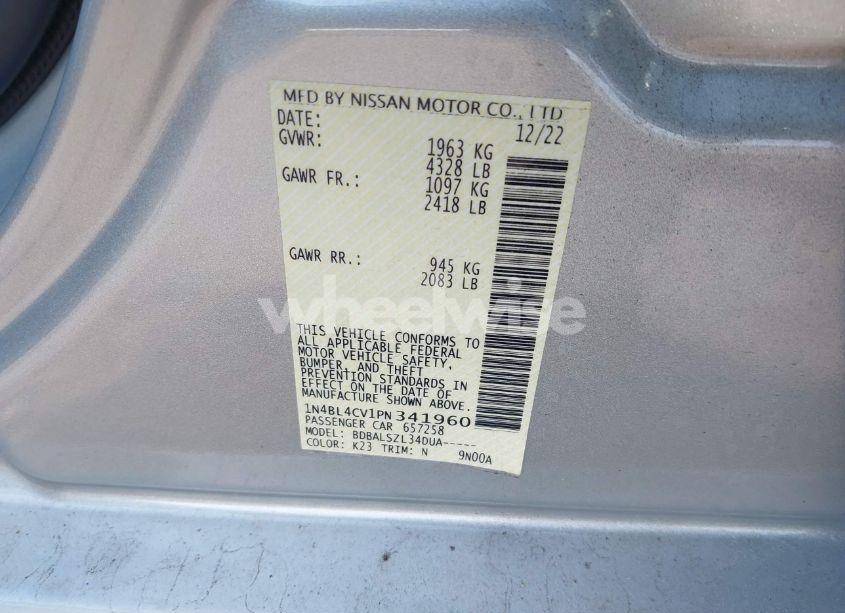 MFD BY NISSAN MOTOR CO., LTD
DATE: 12/22
GVWR: 1963 KG
4328 LB
GAWR FR.: 1097 KG
2418 LB
GAWR RR.: 945 KG
2083 LB
wheelwise
THIS VEHICLE CONFORMS TO
ALL APPLICABLE FEDERAL
MOTOR VEHICLE SAFETY,
BUMPER, AND THEFT
PREVENTION STANDARDS IN
EFFECT ON THE DATE OF
MANUFACTURE SHOWN ABOVE.
1N4BL4CV1PN341960
PASSENGER CAR 657258
MODEL: BDBALSZL34DUA-----
COLOR: K23 TRIM: N 9N00A